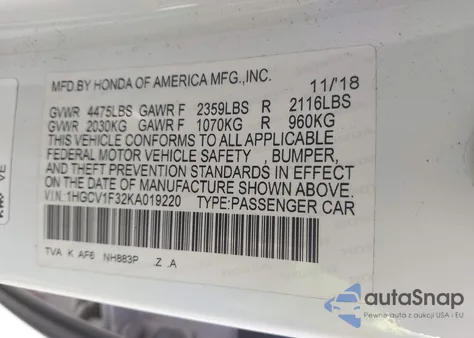 MFD.BY HONDA OF AMERICA MFG.,INC. 11/'18
GVWR 4475LBS GAWR F 2359LBS R 2116LBS
GVWR 2030KG GAWR F 1070KG R 960KG
THIS VEHICLE CONFORMS TO ALL APPLICABLE
FEDERAL MOTOR VEHICLE SAFETY , BUMPER,
AND THEFT PREVENTION STANDARDS IN EFFECT
ON THE DATE OF MANUFACTURE SHOWN ABOVE.
V.I.N.:1HGCV1F32KA019220 TYPE:PASSENGER CAR
TVA K AF6 NH883P .Z .A
VE
autoSnap
Pewne auta z aukcji USA i EU